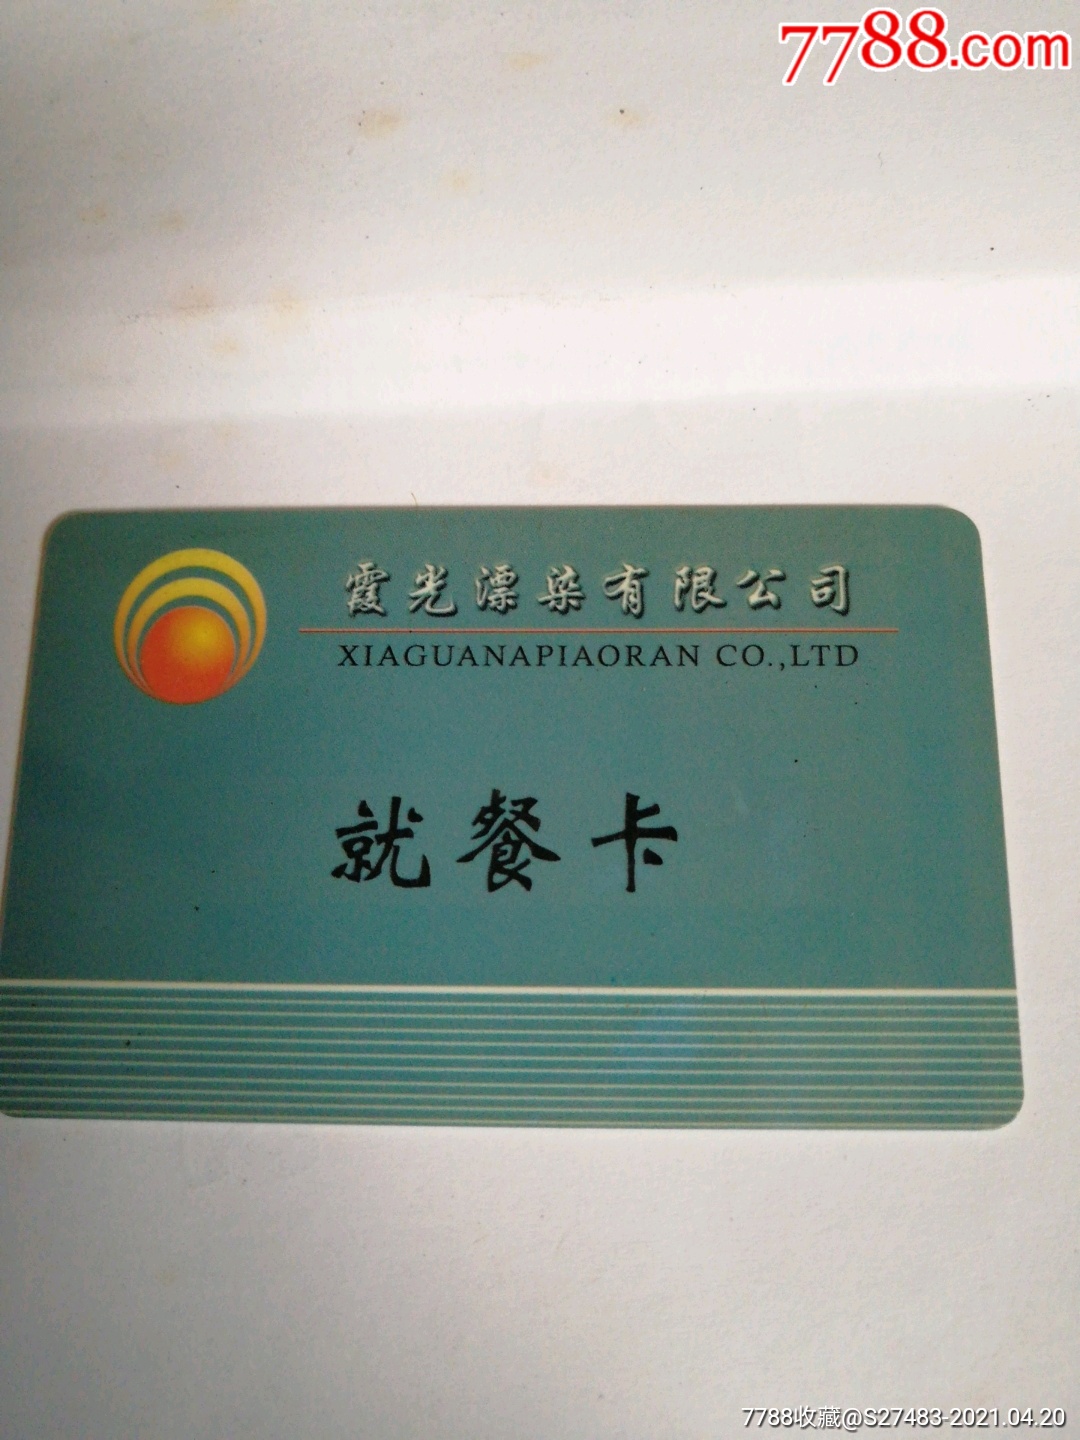 7788.com
霞光漂染有限公司
XIAGUANAPIAORAN CO.,LTD
就餐卡
7788收藏@S27483-2021.04.20